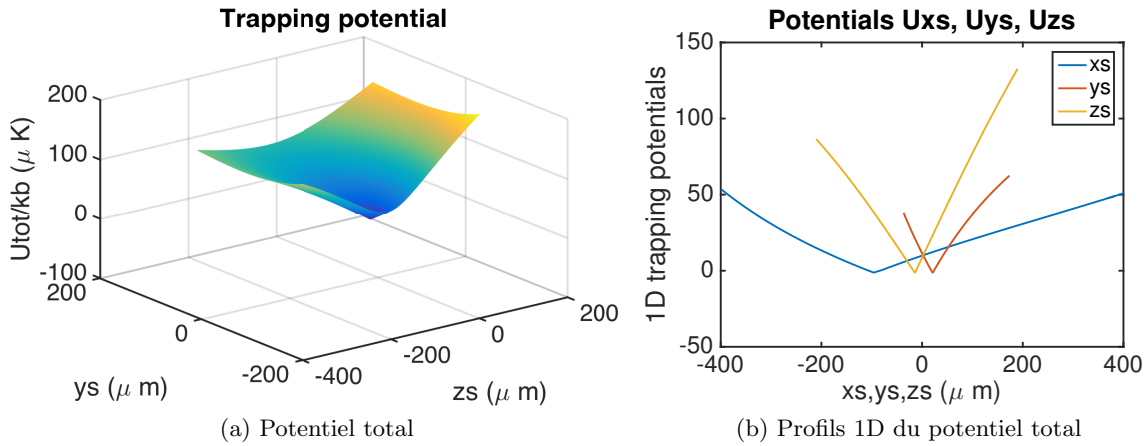 Trapping potential
Utot/kb (μ K)
200
100
0
-100
200
0
-200
ys (μ m)
-400
-200
0
200
zs (μ m)
(a) Potentiel total
Potentials Uxs, Uys, Uzs
1D trapping potentials
150
100
50
0
-50
-400
-200
0
200
400
xs,ys,zs (μ m)
xs
ys
zs
(b) Profils 1D du potentiel total